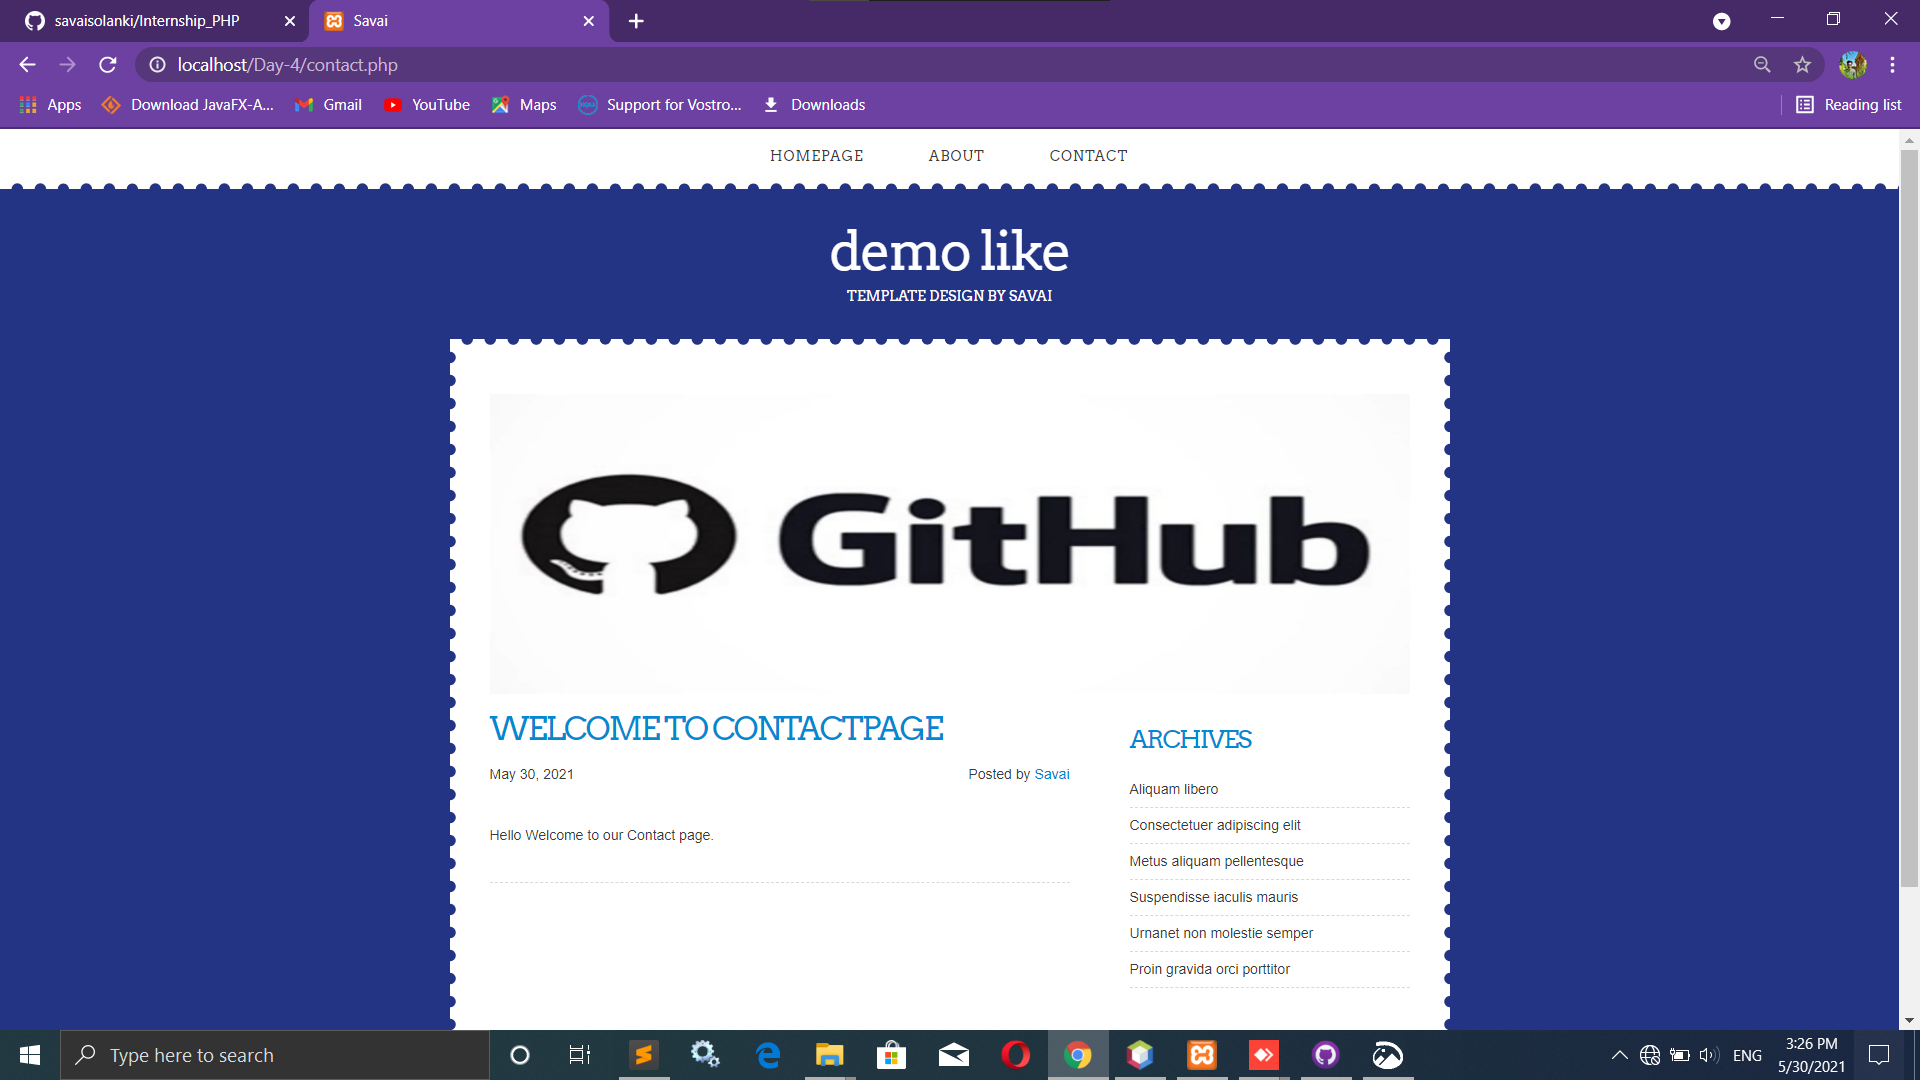 savaisolanki/Internship_PHP
Savai
localhost/Day-4/contact.php
Apps
Download JavaFX-A...
Gmail
YouTube
Maps
Support for Vostro...
Downloads
Reading list
HOMEPAGE
ABOUT
CONTACT
demo like
TEMPLATE DESIGN BY SAVAI
GitHub
WELCOME TO CONTACTPAGE
May 30, 2021
Posted by Savai
Hello Welcome to our Contact page.
ARCHIVES
Aliquam libero
Consectetuer adipiscing elit
Metus aliquam pellentesque
Suspendisse iaculis mauris
Urnanet non molestie semper
Proin gravida orci porttitor
Type here to search
ENG
3:26 PM
5/30/2021